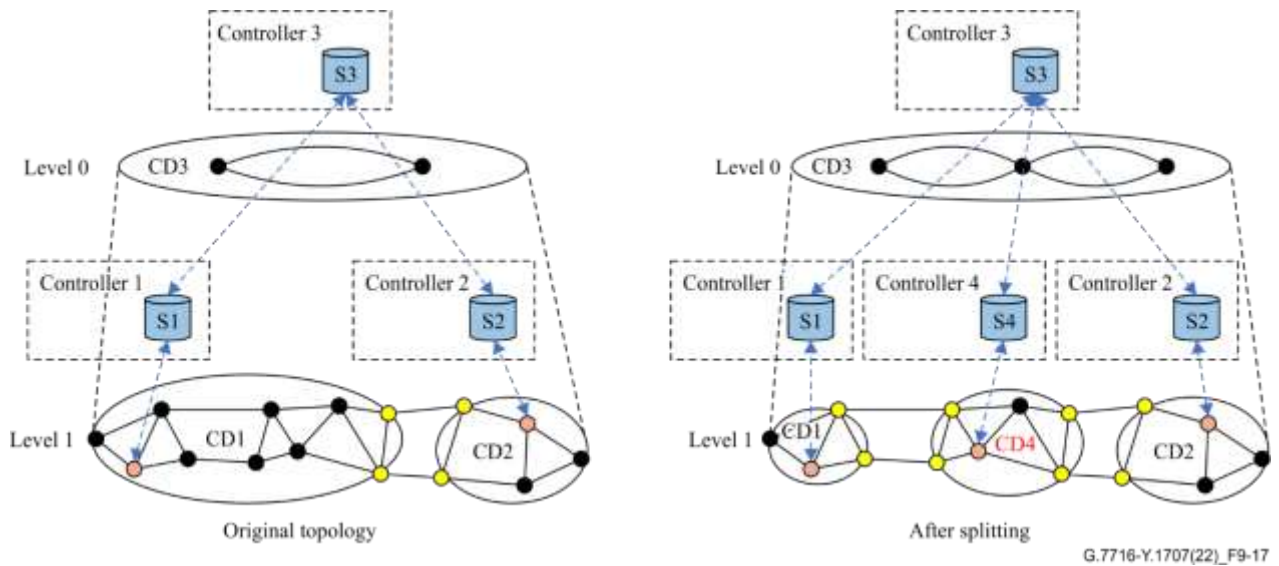 Controller 3
S3
Level 0
CD3
Controller 1
S1
Controller 2
S2
Level 1
CD1
CD2
Original topology
Controller 3
S3
Level 0
CD3
Controller 1
S1
Controller 4
S4
Controller 2
S2
Level 1
CD1
CD4
CD2
After splitting
G.7716-Y.1707(22)_F9-17